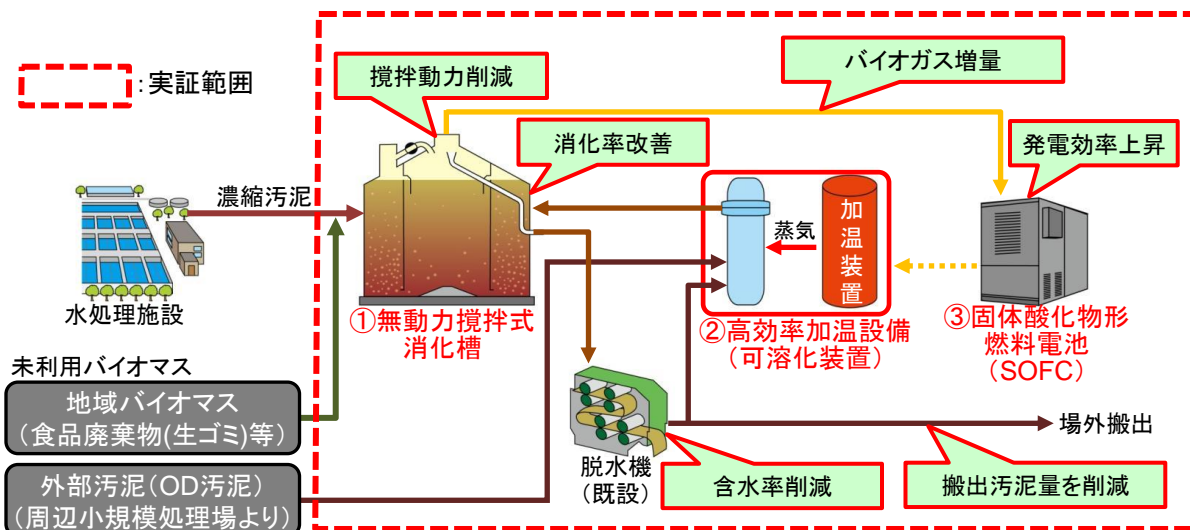 ：実証範囲
撹拌動力削減
バイオガス増量
消化率改善
発電効率上昇
濃縮汚泥
加温装置
蒸気
水処理施設
①無動力撹拌式
消化槽
②高効率加温設備
（可溶化装置）
③固体酸化物形
燃料電池
（SOFC）
未利用バイオマス
地域バイオマス
（食品廃棄物(生ゴミ)等）
場外搬出
脱水機
（既設）
外部汚泥（OD汚泥）
（周辺小規模処理場より）
含水率削減
搬出汚泥量を削減